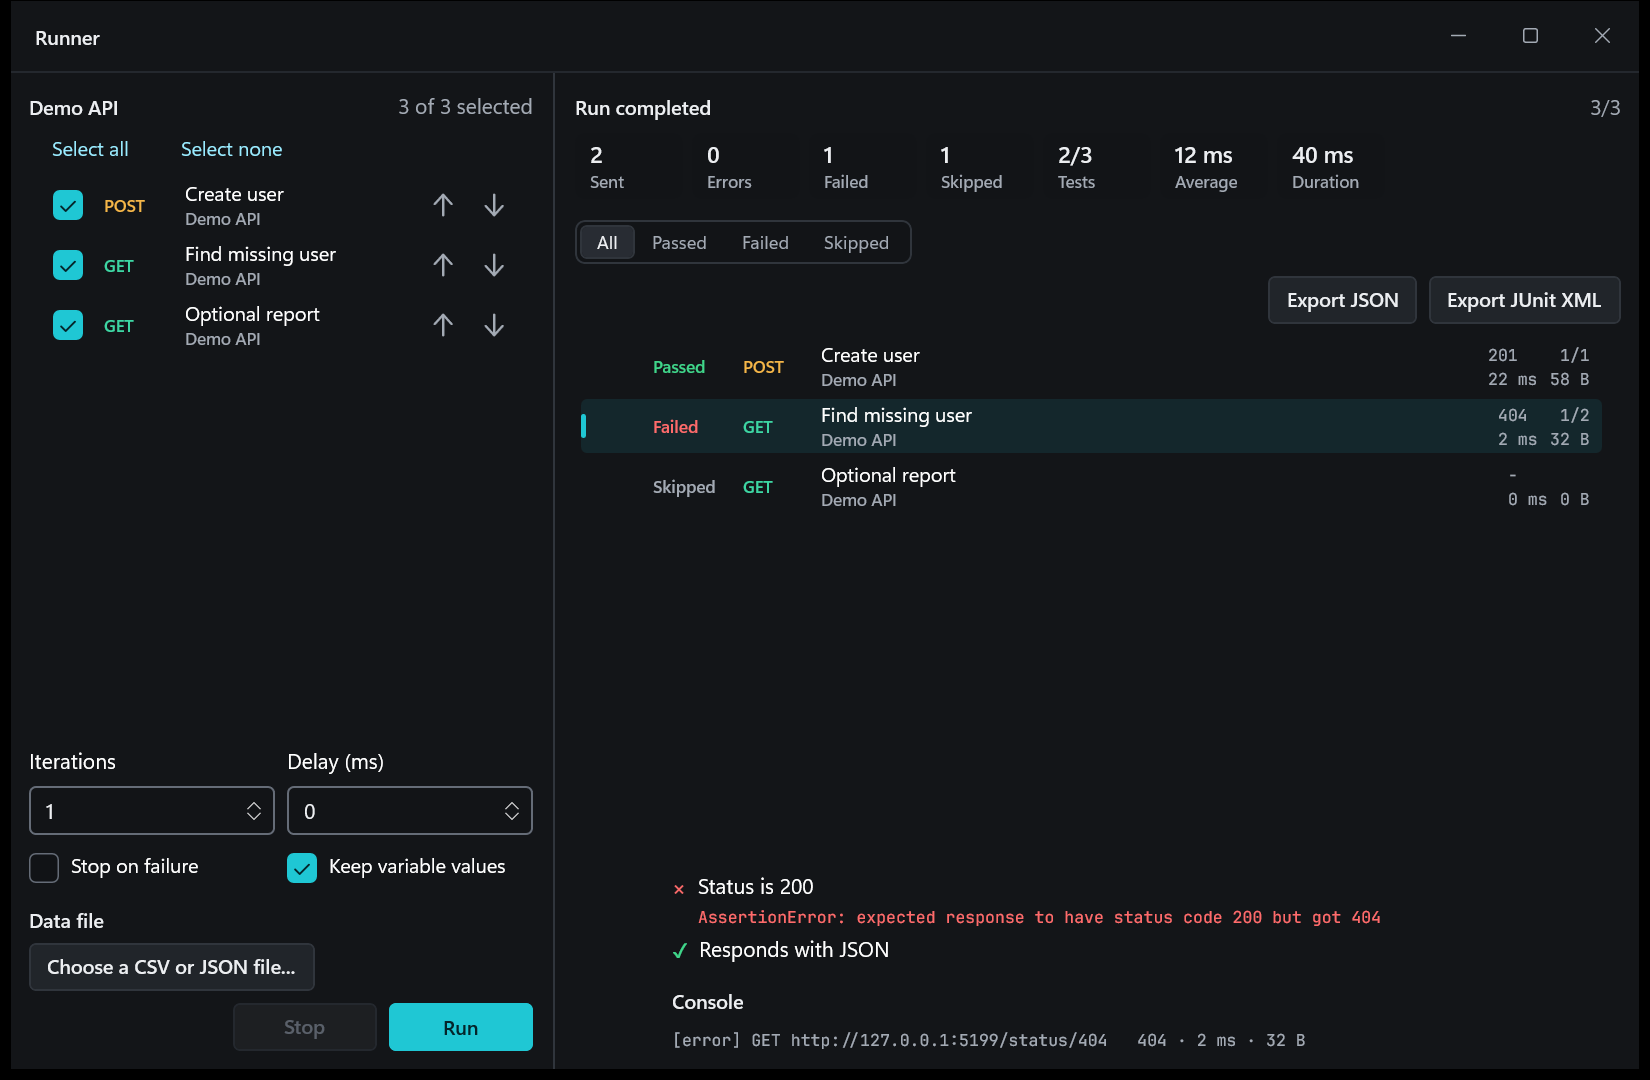 Runner
Demo API
3 of 3 selected
Select all
Select none
POST
Create user
Demo API
GET
Find missing user
Demo API
GET
Optional report
Demo API
Iterations
Delay (ms)
1
0
Stop on failure
Keep variable values
Data file
Choose a CSV or JSON file...
Stop
Run
Run completed
3/3
2
Sent
0
Errors
1
Failed
1
Skipped
2/3
Tests
12 ms
Average
40 ms
Duration
All
Passed
Failed
Skipped
Export JSON
Export JUnit XML
Passed
POST
Create user
Demo API
201 1/1
22 ms 58 B
Failed
GET
Find missing user
Demo API
404 1/2
2 ms 32 B
Skipped
GET
Optional report
Demo API
-
0 ms 0 B
× Status is 200
AssertionError: expected response to have status code 200 but got 404
✓ Responds with JSON
Console
[error] GET http://127.0.0.1:5199/status/404 404 · 2 ms · 32 B